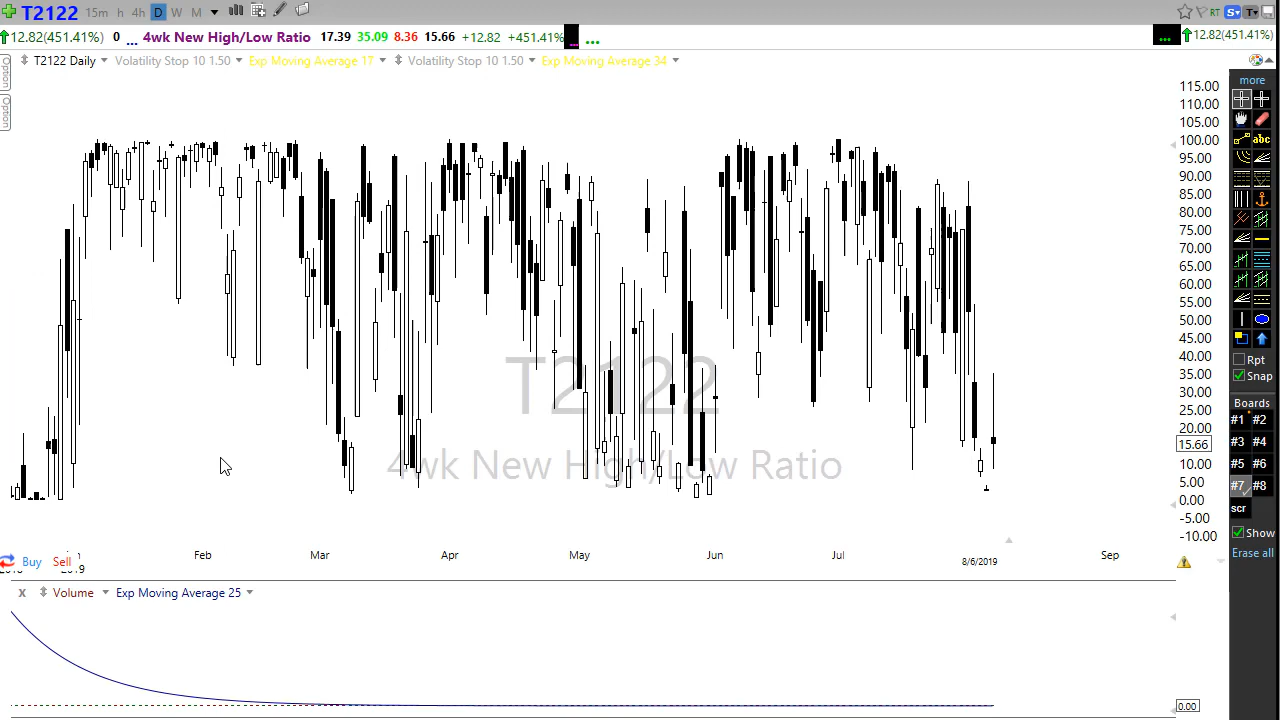 T2122 15m h 4h D W M RT S T
12.82(451.41%) 0 ... 4wk New High/Low Ratio 17.39 35.09 8.36 15.66 +12.82 +451.41% ... ... ... 12.82(451.41%)
T2122 Daily Volatility Stop 10 1.50 Exp Moving Average 17 Volatility Stop 10 1.50 Exp Moving Average 34
Option
Option
T2122
4wk New High/Low Ratio
115.00
110.00
105.00
100.00
95.00
90.00
85.00
80.00
75.00
70.00
65.00
60.00
55.00
50.00
45.00
40.00
35.00
30.00
25.00
20.00
15.66
10.00
5.00
0.00
-5.00
-10.00
more
abc
Rpt
Snap
Boards
#1 #2
#3 #4
#5 #6
#7 #8
scr
Show
Erase all
Feb Mar Apr May Jun Jul Sep
Buy Sell 8/6/2019
2019
X Volume Exp Moving Average 25
0.00